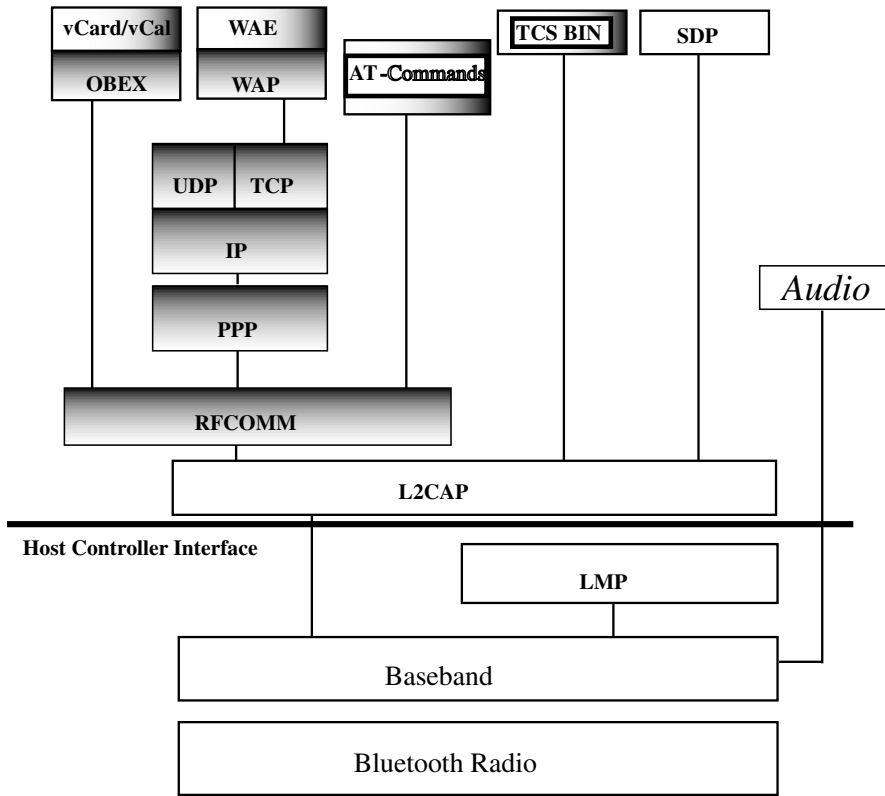 vCard/vCal
WAE
TCS BIN
SDP
OBEX
WAP
AT-Commands
UDP
TCP
IP
Audio
PPP
RFCOMM
L2CAP
Host Controller Interface
LMP
Baseband
Bluetooth Radio